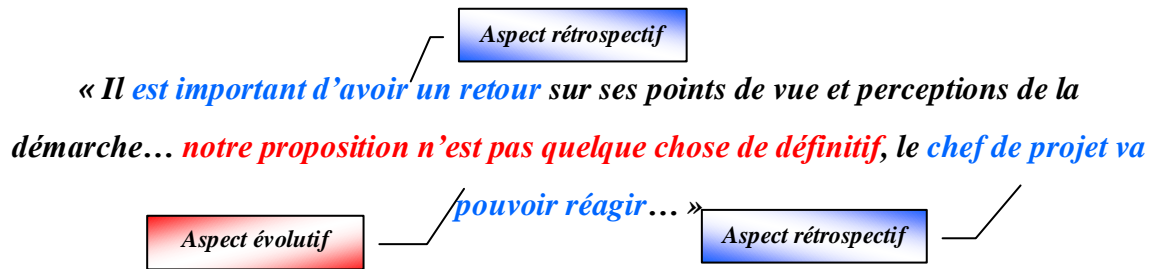 Aspect rétrospectif
« Il est important d’avoir un retour sur ses points de vue et perceptions de la
démarche… notre proposition n’est pas quelque chose de définitif, le chef de projet va
pouvoir réagir… »
Aspect évolutif
Aspect rétrospectif